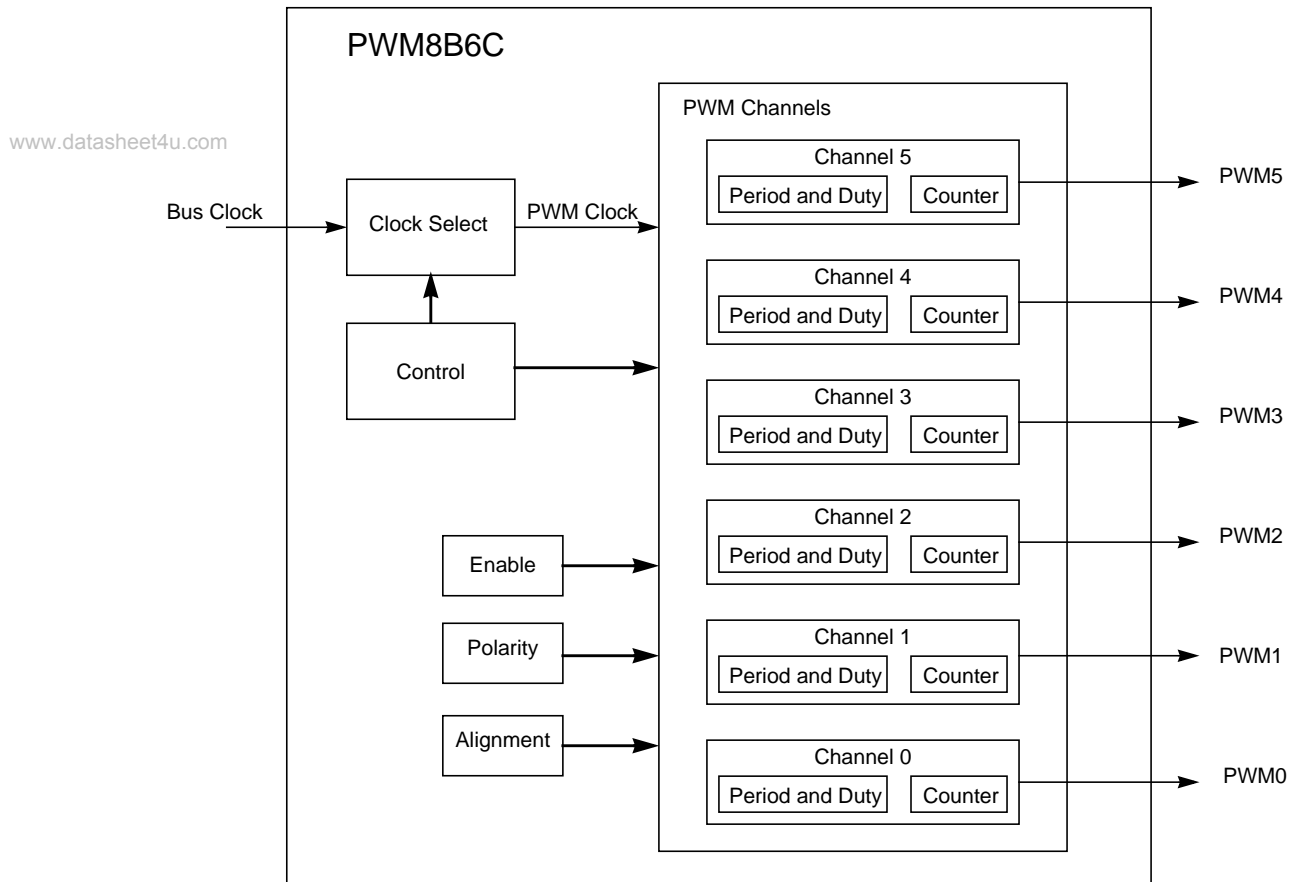 PWM8B6C
PWM Channels
www.datasheet4u.com
Channel 5
Period and Duty
Counter
PWM5
Bus Clock
Clock Select
PWM Clock
Channel 4
Period and Duty
Counter
PWM4
Control
Channel 3
Period and Duty
Counter
PWM3
Channel 2
Period and Duty
Counter
PWM2
Enable
Channel 1
Period and Duty
Counter
PWM1
Polarity
Alignment
Channel 0
Period and Duty
Counter
PWM0